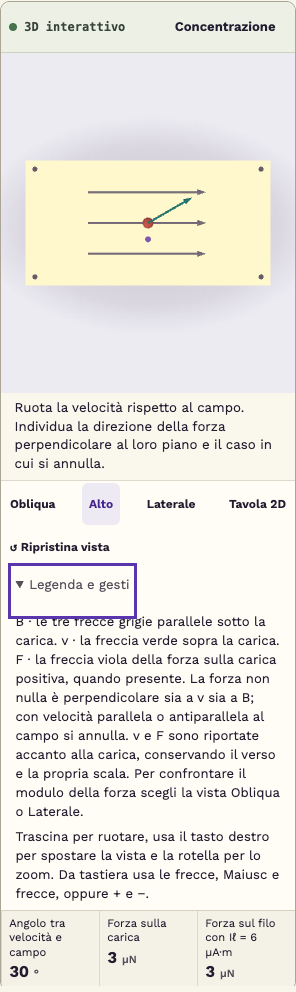 3D interattivo
Concentrazione
Ruota la velocità rispetto al campo.
Individua la direzione della forza
perpendicolare al loro piano e il caso in
cui si annulla.
Obliqua
Alto
Laterale
Tavola 2D
↺ Ripristina vista
▼ Legenda e gesti
B · le tre frecce grigie parallele sotto la
carica. v · la freccia verde sopra la carica.
F · la freccia viola della forza sulla carica
positiva, quando presente. La forza non
nulla è perpendicolare sia a v sia a B;
con velocità parallela o antiparallela al
campo si annulla. v e F sono riportate
accanto alla carica, conservando il verso
e la propria scala. Per confrontare il
modulo della forza scegli la vista Obliqua
o Laterale.
Trascina per ruotare, usa il tasto destro
per spostare la vista e la rotella per lo
zoom. Da tastiera usa le frecce, Maiusc e
frecce, oppure + e −.
Angolo tra
velocità e
campo
30 °
Forza sulla
carica
3 μN
Forza sul filo
con Iℓ = 6
μA·m
3 μN